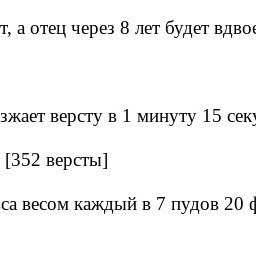 т, а отец через 8 лет будет вдвое
зжает версту в 1 минуту 15 сек
[352 версты]
са весом каждый в 7 пудов 20 ф